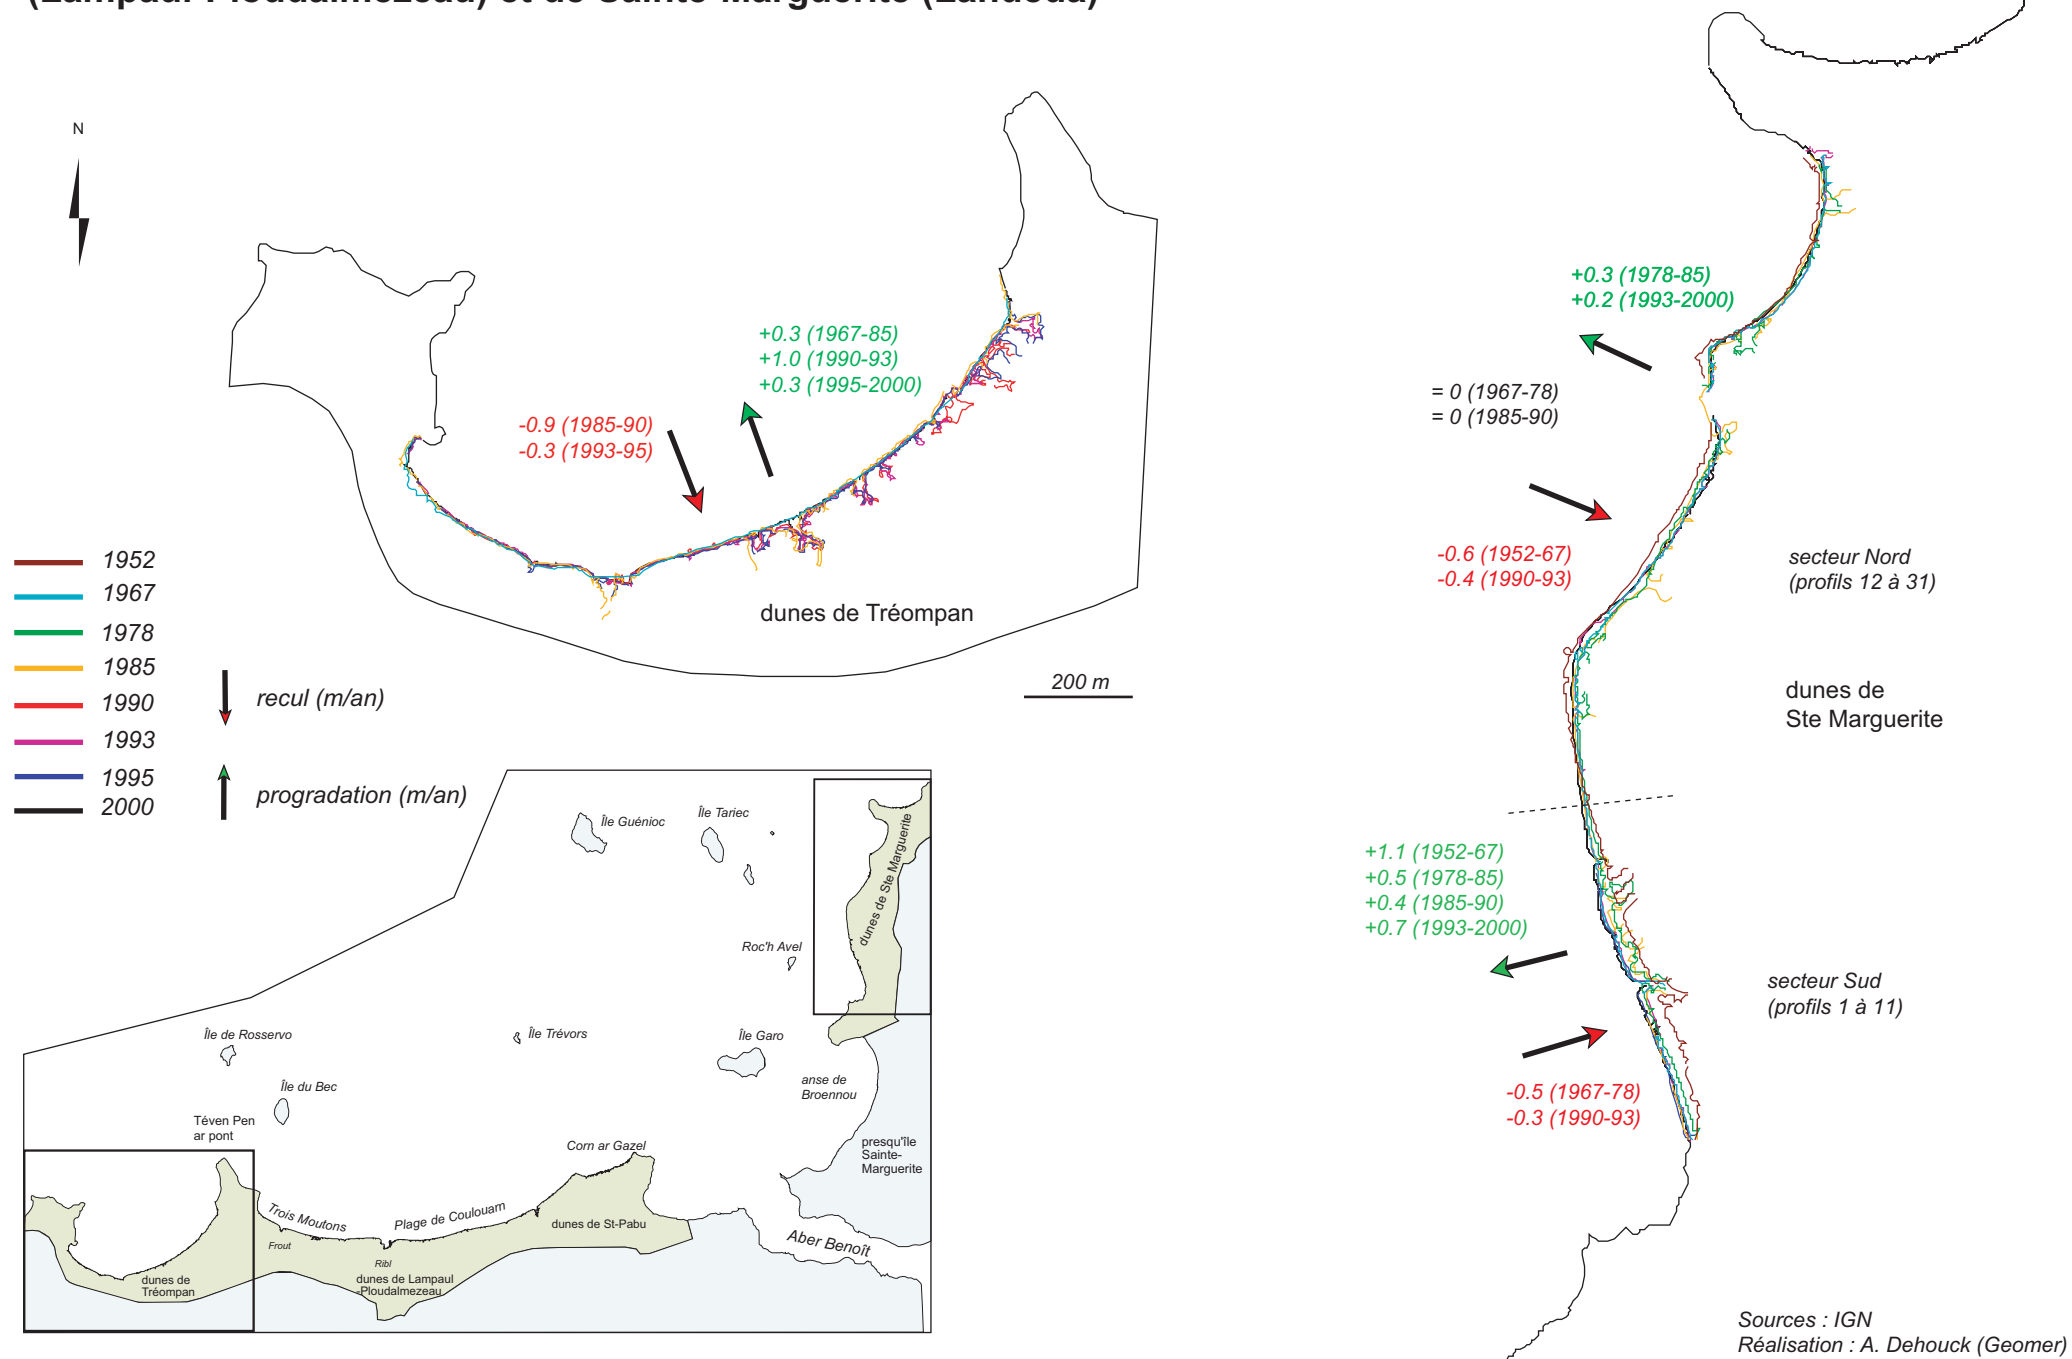 (Lampaul-Ploudalmézeau) et de Sainte-Marguerite (Landéda)
N
+0.3 (1967-85)
+1.0 (1990-93)
+0.3 (1995-2000)
-0.9 (1985-90)
-0.3 (1993-95)
dunes de Tréompan
200 m
1952
1967
1978
1985
1990
1993
1995
2000
recul (m/an)
progradation (m/an)
+0.3 (1978-85)
+0.2 (1993-2000)
= 0 (1967-78)
= 0 (1985-90)
-0.6 (1952-67)
-0.4 (1990-93)
secteur Nord
(profils 12 à 31)
dunes de
Ste Marguerite
+1.1 (1952-67)
+0.5 (1978-85)
+0.4 (1985-90)
+0.7 (1993-2000)
secteur Sud
(profils 1 à 11)
-0.5 (1967-78)
-0.3 (1990-93)
Île Guénioc
Île Tariec
dunes de Ste Marguerite
Roc'h Avel
Île de Rosservo
Île Trévors
Île Garo
Île du Bec
anse de
Broennou
Téven Pen
ar pont
Corn ar Gazel
presqu'île
Sainte-
Marguerite
Trois Moutons
Plage de Coulouam
dunes de St-Pabu
Frout
Aber Benoît
Ribl
dunes de
Tréompan
dunes de Lampaul
-Ploudalmezeau
Sources : IGN
Réalisation : A. Dehouck (Geomer)